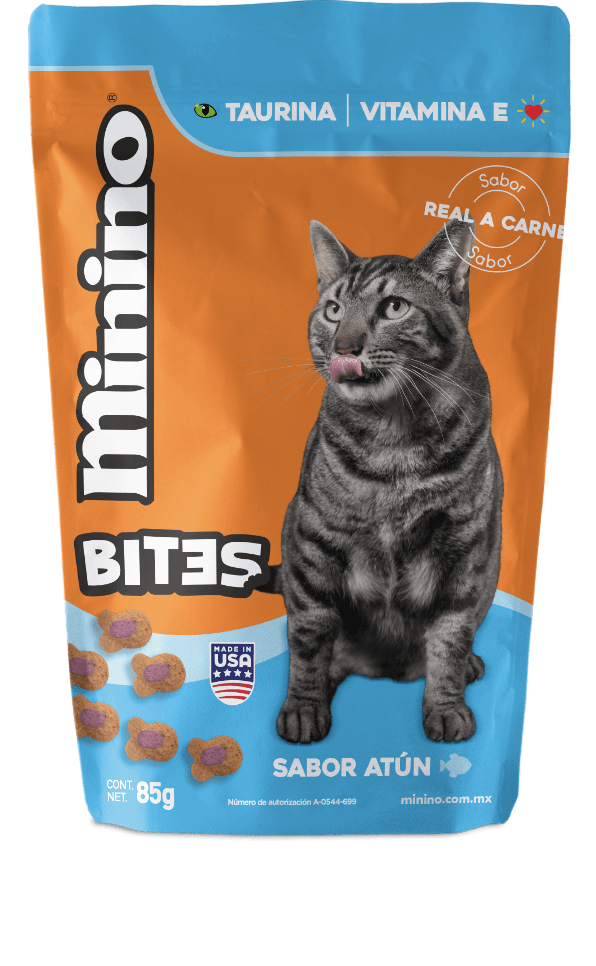 TAURINA | VITAMINA E
minino®
Sabor
REAL A CARNE
Sabor
BITES
MADE IN
USA
SABOR ATÚN
CONT.
NET. 85g
Número de autorización A-0544-699
minino.com.mx